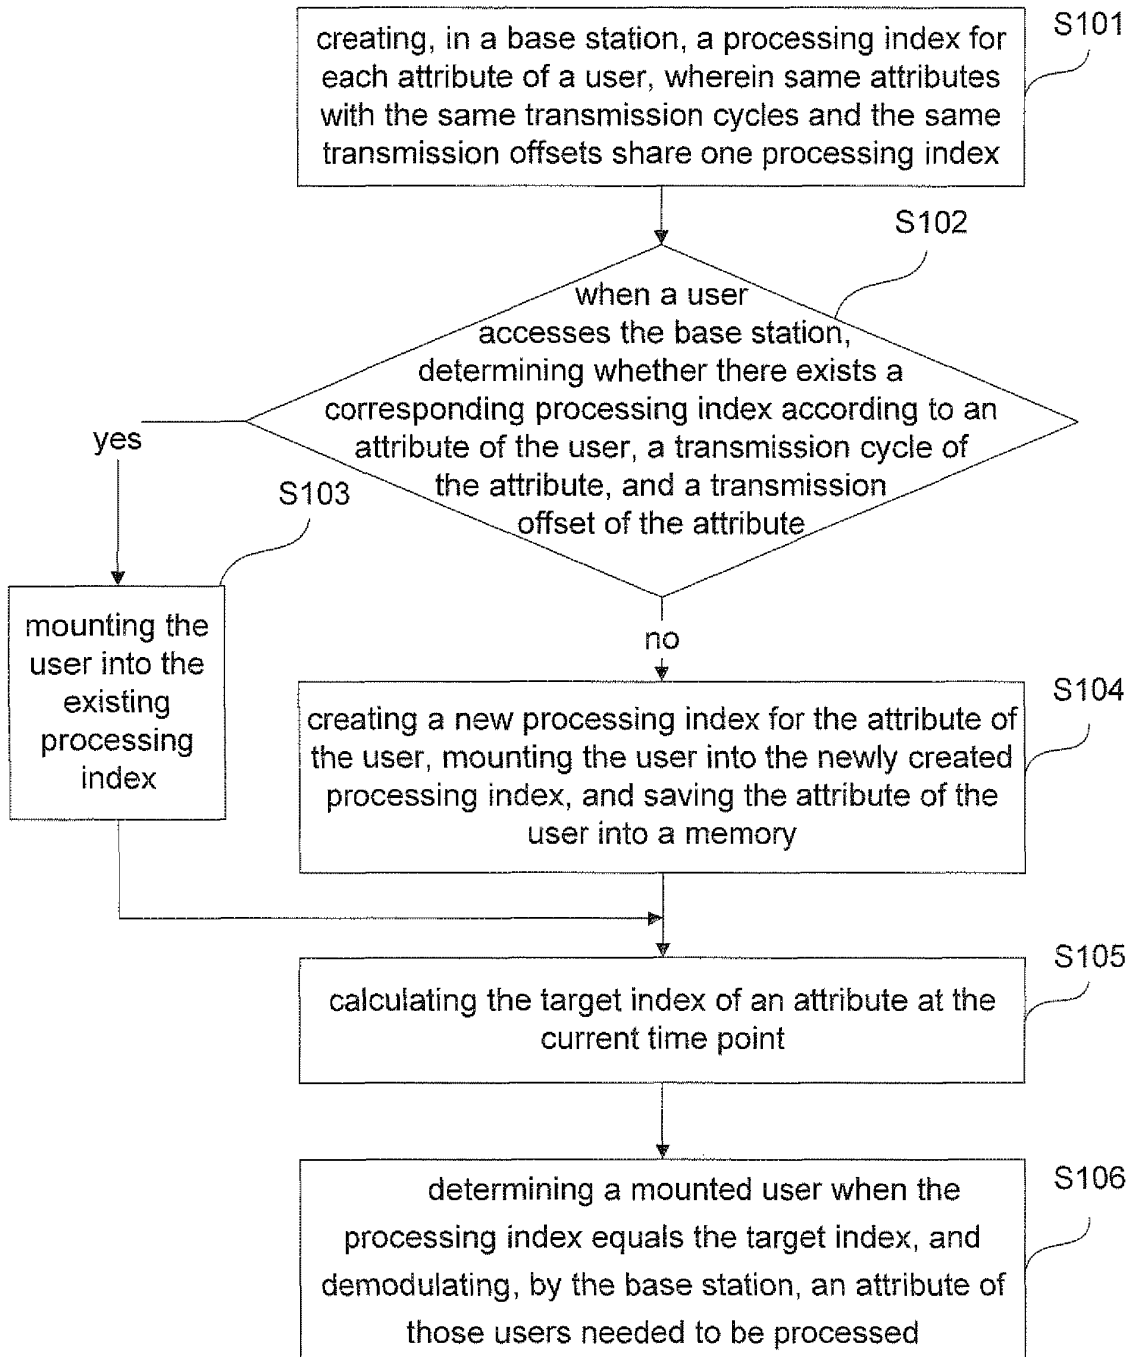 S101
creating, in a base station, a processing index for
each attribute of a user, wherein same attributes
with the same transmission cycles and the same
transmission offsets share one processing index
S102
when a user
accesses the base station,
determining whether there exists a
corresponding processing index according to an
attribute of the user, a transmission cycle of
the attribute, and a transmission
offset of the attribute
yes
S103
mounting the
user into the
existing
processing
index
no
S104
creating a new processing index for the attribute of
the user, mounting the user into the newly created
processing index, and saving the attribute of the
user into a memory
S105
calculating the target index of an attribute at the
current time point
S106
determining a mounted user when the
processing index equals the target index, and
demodulating, by the base station, an attribute of
those users needed to be processed